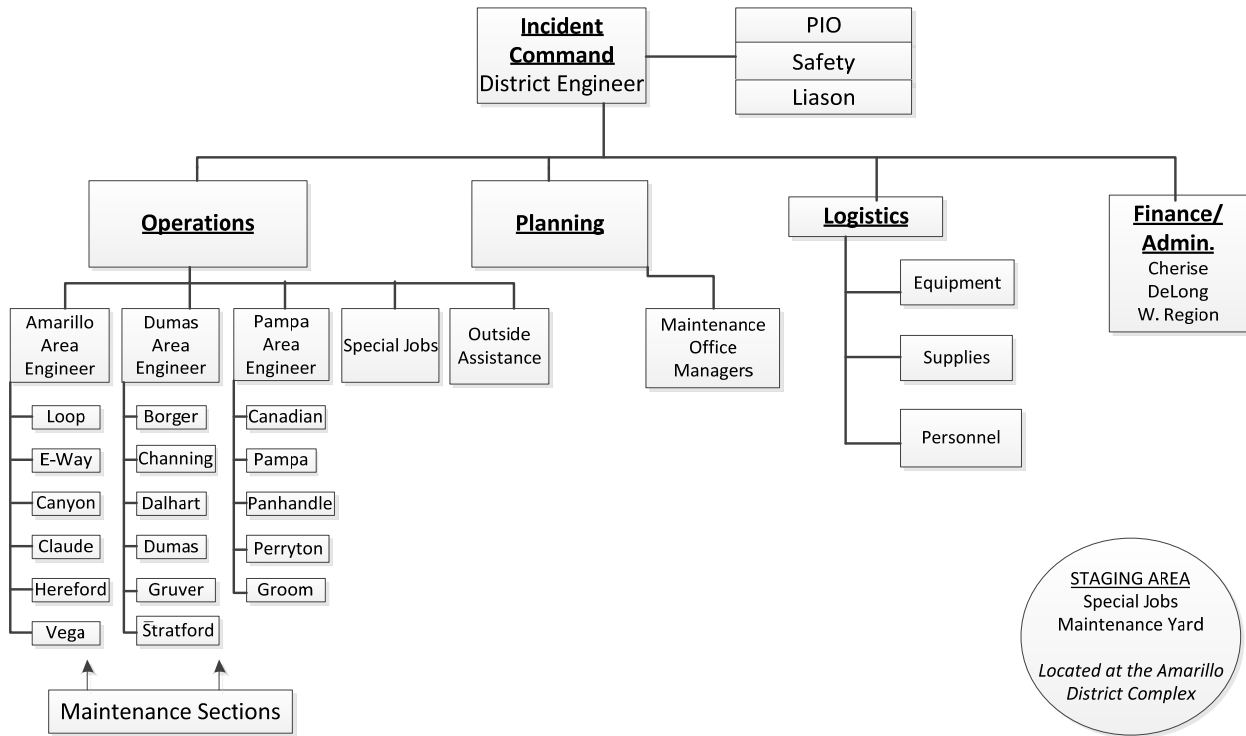 Incident
Command
District Engineer
PIO
Safety
Liason
Operations
Planning
Logistics
Finance/
Admin.
Cherise
DeLong
W. Region
Amarillo
Area
Engineer
Loop
E-Way
Canyon
Claude
Hereford
Vega
Dumas
Area
Engineer
Borger
Channing
Dalhart
Dumas
Gruver
Stratford
Pampa
Area
Engineer
Canadian
Pampa
Panhandle
Perryton
Groom
Special Jobs
Outside
Assistance
Maintenance
Office
Managers
Equipment
Supplies
Personnel
Maintenance Sections
STAGING AREA
Special Jobs
Maintenance Yard
Located at the Amarillo
District Complex